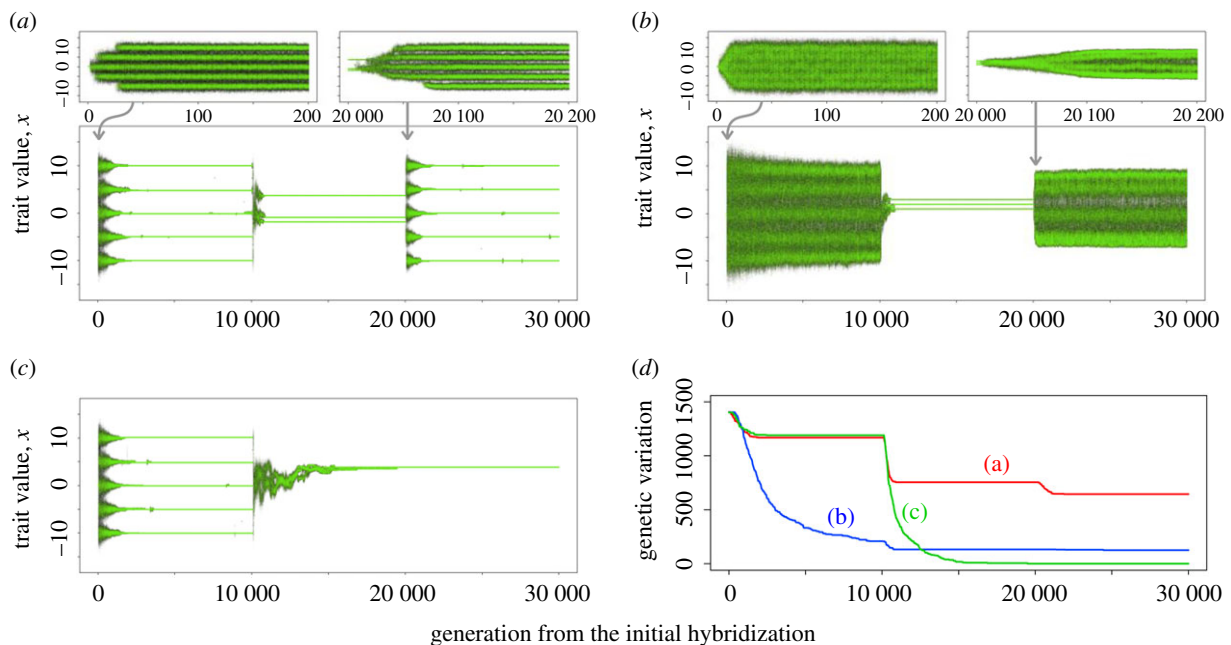 (a)
(b)
−10 0 10
0
100
200
20 000
20 100
20 200
trait value, x
10
0
−10
0
10 000
20 000
30 000
−10 0 10
0
100
200
20 000
20 100
20 200
trait value, x
10
0
−10
0
10 000
20 000
30 000
(c)
(d)
trait value, x
10
0
−10
0
10 000
20 000
30 000
genetic variation
1500
1000
500
0
(a)
(b)
(c)
0
10 000
20 000
30 000
generation from the initial hybridization